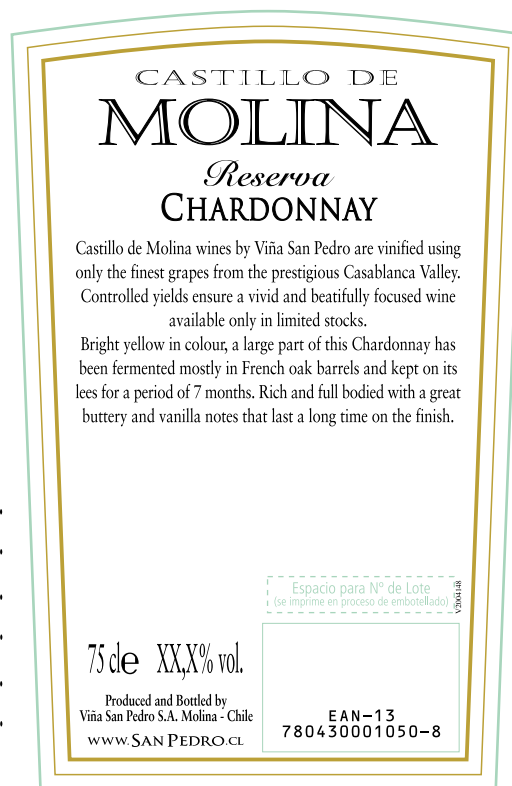 CASTILLO DE
MOLINA
Reserva
CHARDONNAY
Castillo de Molina wines by Viña San Pedro are vinified using
only the finest grapes from the prestigious Casablanca Valley.
Controlled yields ensure a vivid and beatifully focused wine
available only in limited stocks.
Bright yellow in colour, a large part of this Chardonnay has
been fermented mostly in French oak barrels and kept on its
lees for a period of 7 months. Rich and full bodied with a great
buttery and vanilla notes that last a long time on the finish.
Espacio para Nº de Lote
(se imprime en proceso de embotellado)
V2004148
75 cl e XX,X% vol.
Produced and Bottled by
Viña San Pedro S.A. Molina - Chile
WWW.SAN PEDRO.CL
EAN-13
780430001050-8